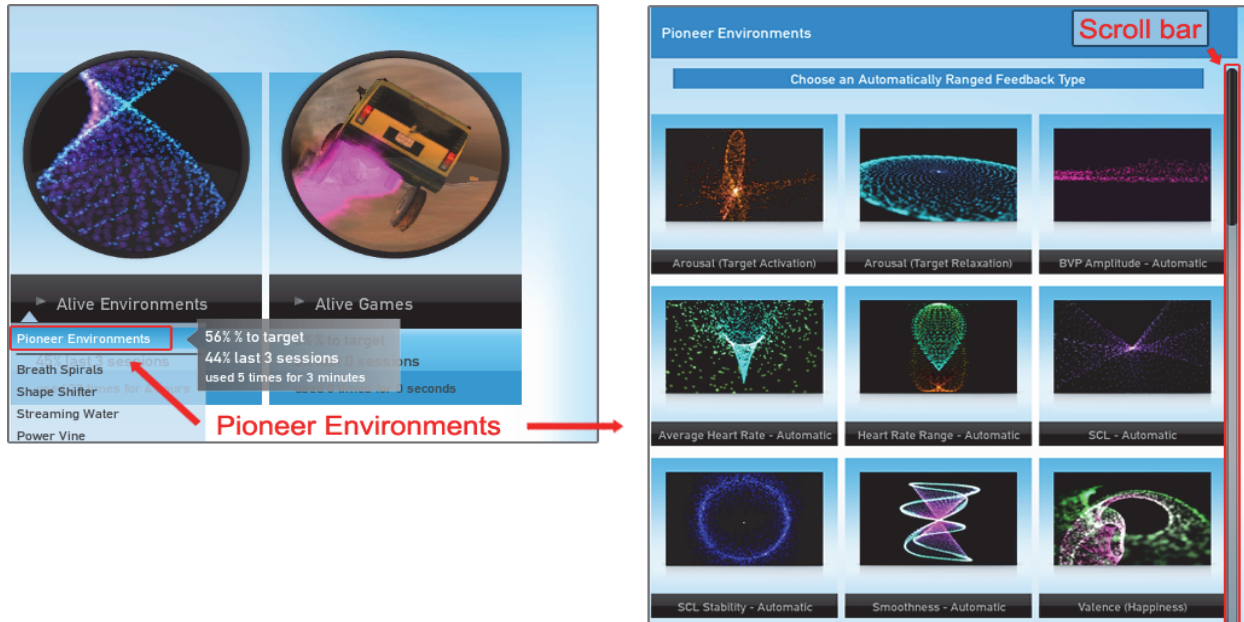 Alive Environments
Alive Games
Pioneer Environments
56% % to target
44% last 3 sessions
used 5 times for 3 minutes
Breath Spirals
Shape Shifter
Streaming Water
Power Vine
Pioneer Environments
Pioneer Environments
Scroll bar
Choose an Automatically Ranged Feedback Type
Arousal (Target Activation)
Arousal (Target Relaxation)
BVP Amplitude - Automatic
Average Heart Rate - Automatic
Heart Rate Range - Automatic
SCL - Automatic
SCL Stability - Automatic
Smoothness - Automatic
Valence (Happiness)